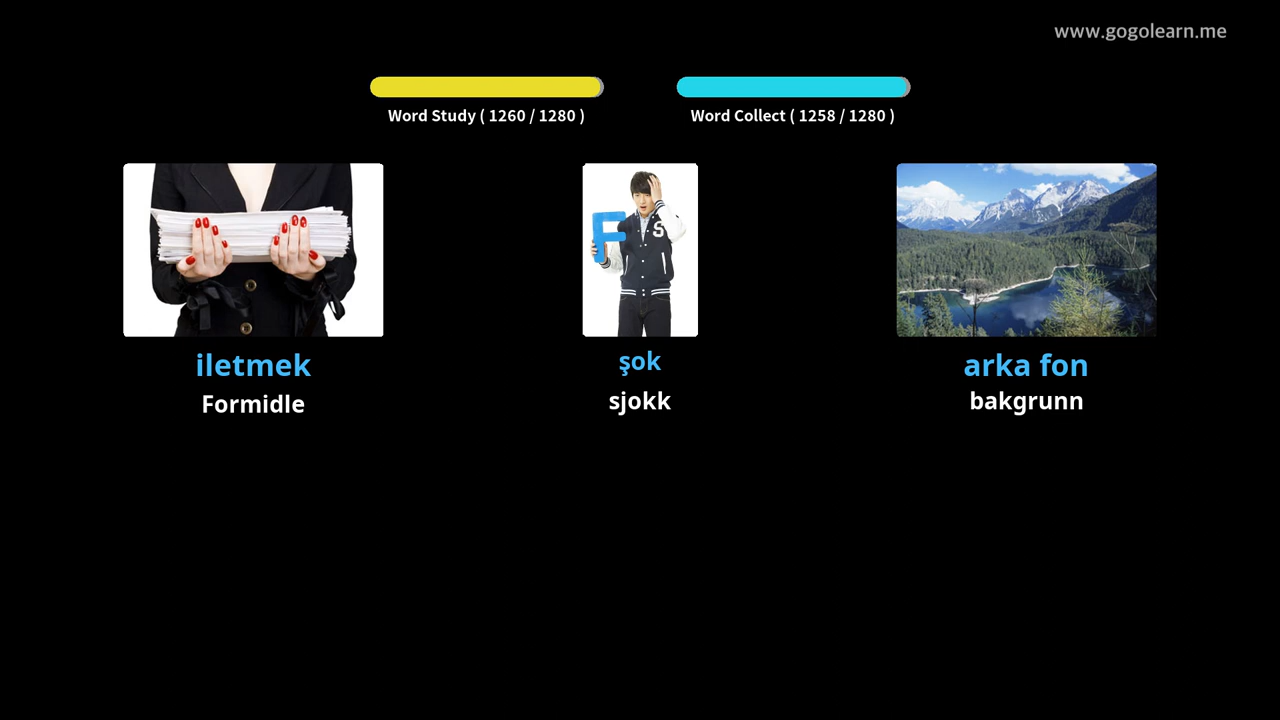 www.gogolearn.me
Word Study ( 1260 / 1280 )
Word Collect ( 1258 / 1280 )
F
S
iletmek
Formidle
şok
sjokk
arka fon
bakgrunn